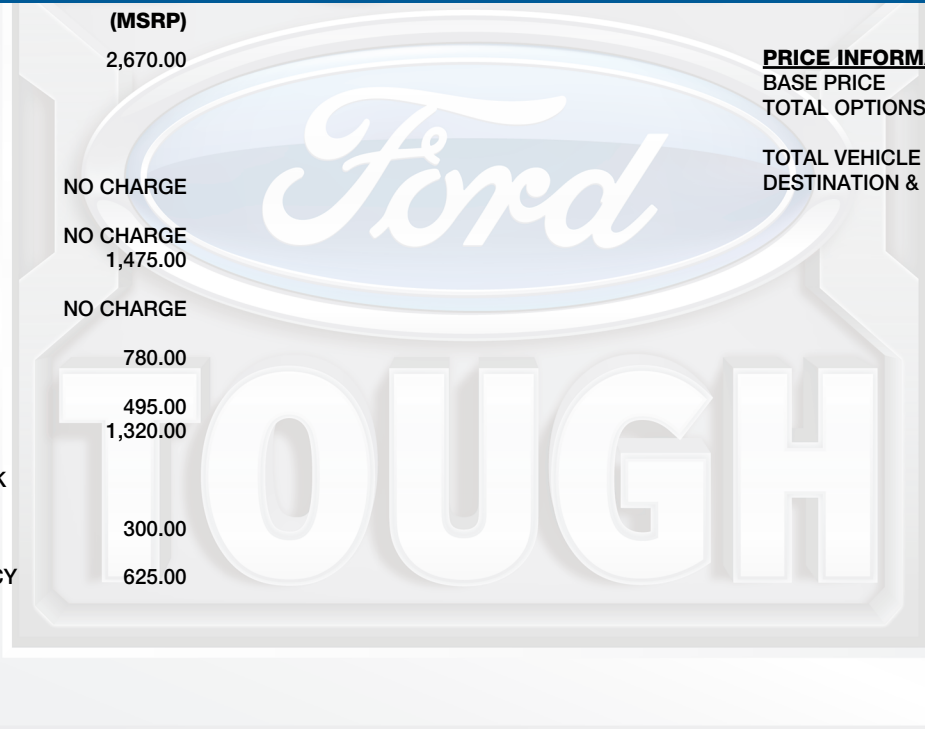 (MSRP)
2,670.00
NO CHARGE
NO CHARGE
1,475.00
NO CHARGE
780.00
495.00
1,320.00
K
300.00
CY 625.00
PRICE INFORMA
BASE PRICE
TOTAL OPTIONS
TOTAL VEHICLE
DESTINATION &
Ford
TOUGH